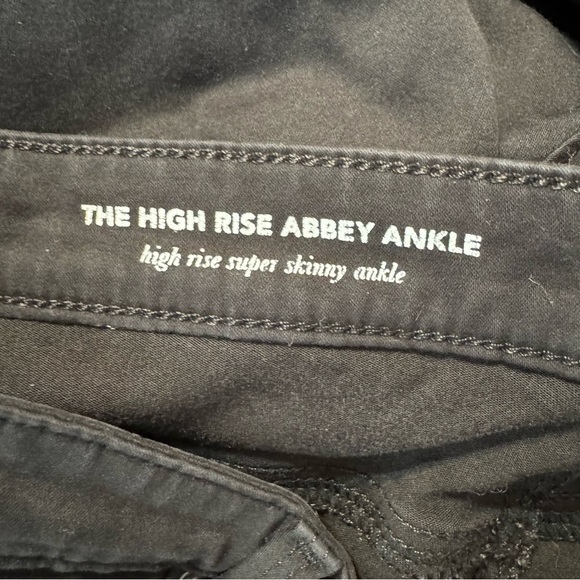 THE HIGH RISE ABBEY ANKLE
high rise super skinny ankle